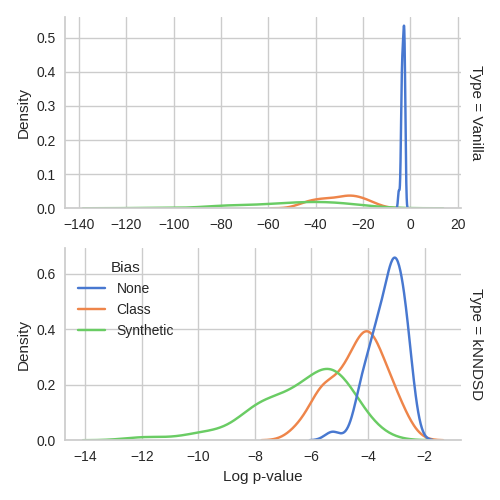 0.5
0.4
0.3
0.2
0.1
0.0
Density
Type = Vanilla
−140 −120 −100 −80 −60 −40 −20 0 20
0.6
0.4
0.2
0.0
Density
Bias
None
Class
Synthetic
Type = kNNDSD
−14 −12 −10 −8 −6 −4 −2
Log p-value